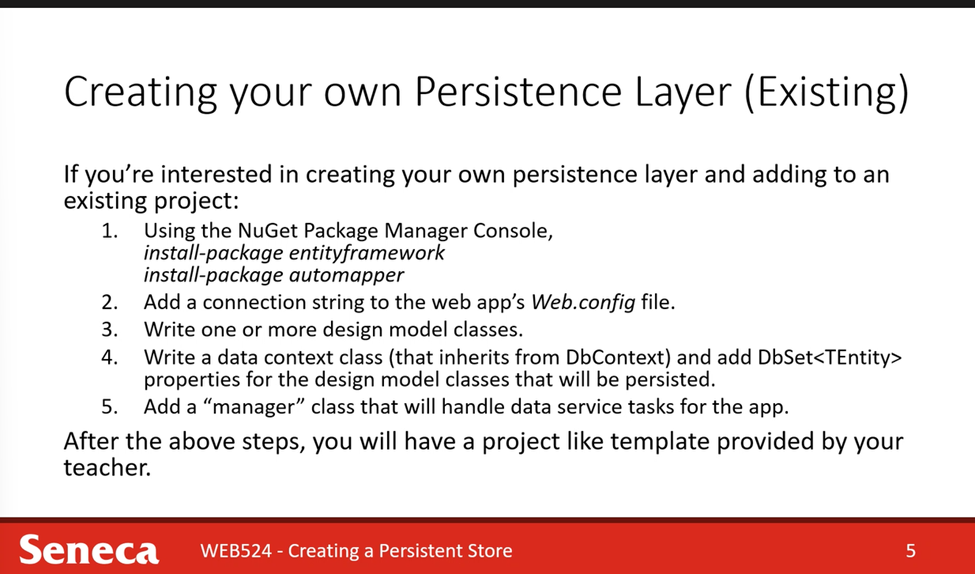 Creating your own Persistence Layer (Existing)
If you’re interested in creating your own persistence layer and adding to an
existing project:
1. Using the NuGet Package Manager Console,
install-package entityframework
install-package automapper
2. Add a connection string to the web app’s Web.config file.
3. Write one or more design model classes.
4. Write a data context class (that inherits from DbContext) and add DbSet<TEntity>
properties for the design model classes that will be persisted.
5. Add a “manager” class that will handle data service tasks for the app.
After the above steps, you will have a project like template provided by your
teacher.
Seneca WEB524 - Creating a Persistent Store 5